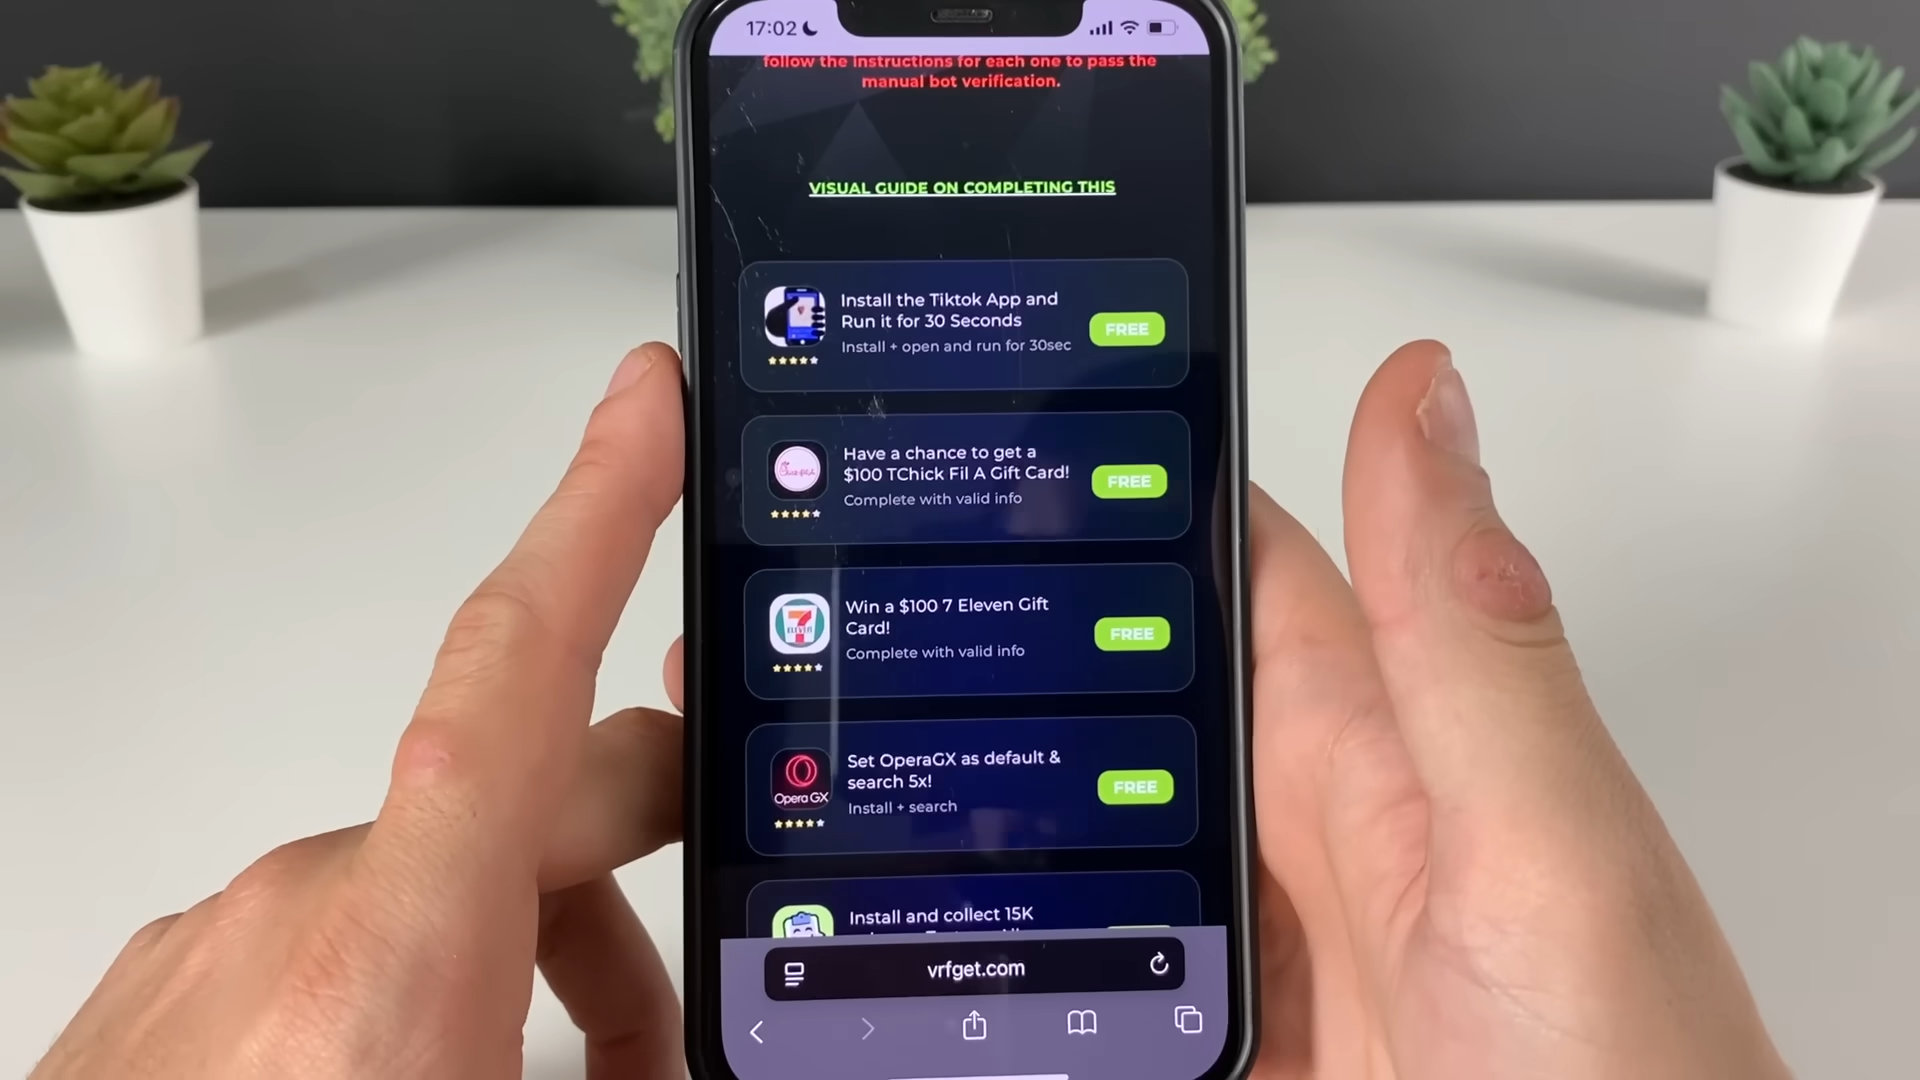 17:02
follow the instructions for each one to pass the
manual bot verification.
VISUAL GUIDE ON COMPLETING THIS
Install the Tiktok App and
Run it for 30 Seconds
Install + open and run for 30sec
FREE
Have a chance to get a
$100 TChick Fil A Gift Card!
Complete with valid info
FREE
7
ELEVEN
Win a $100 7 Eleven Gift
Card!
Complete with valid info
FREE
Opera GX
Set OperaGX as default &
search 5x!
Install + search
FREE
Install and collect 15K
vrfget.com